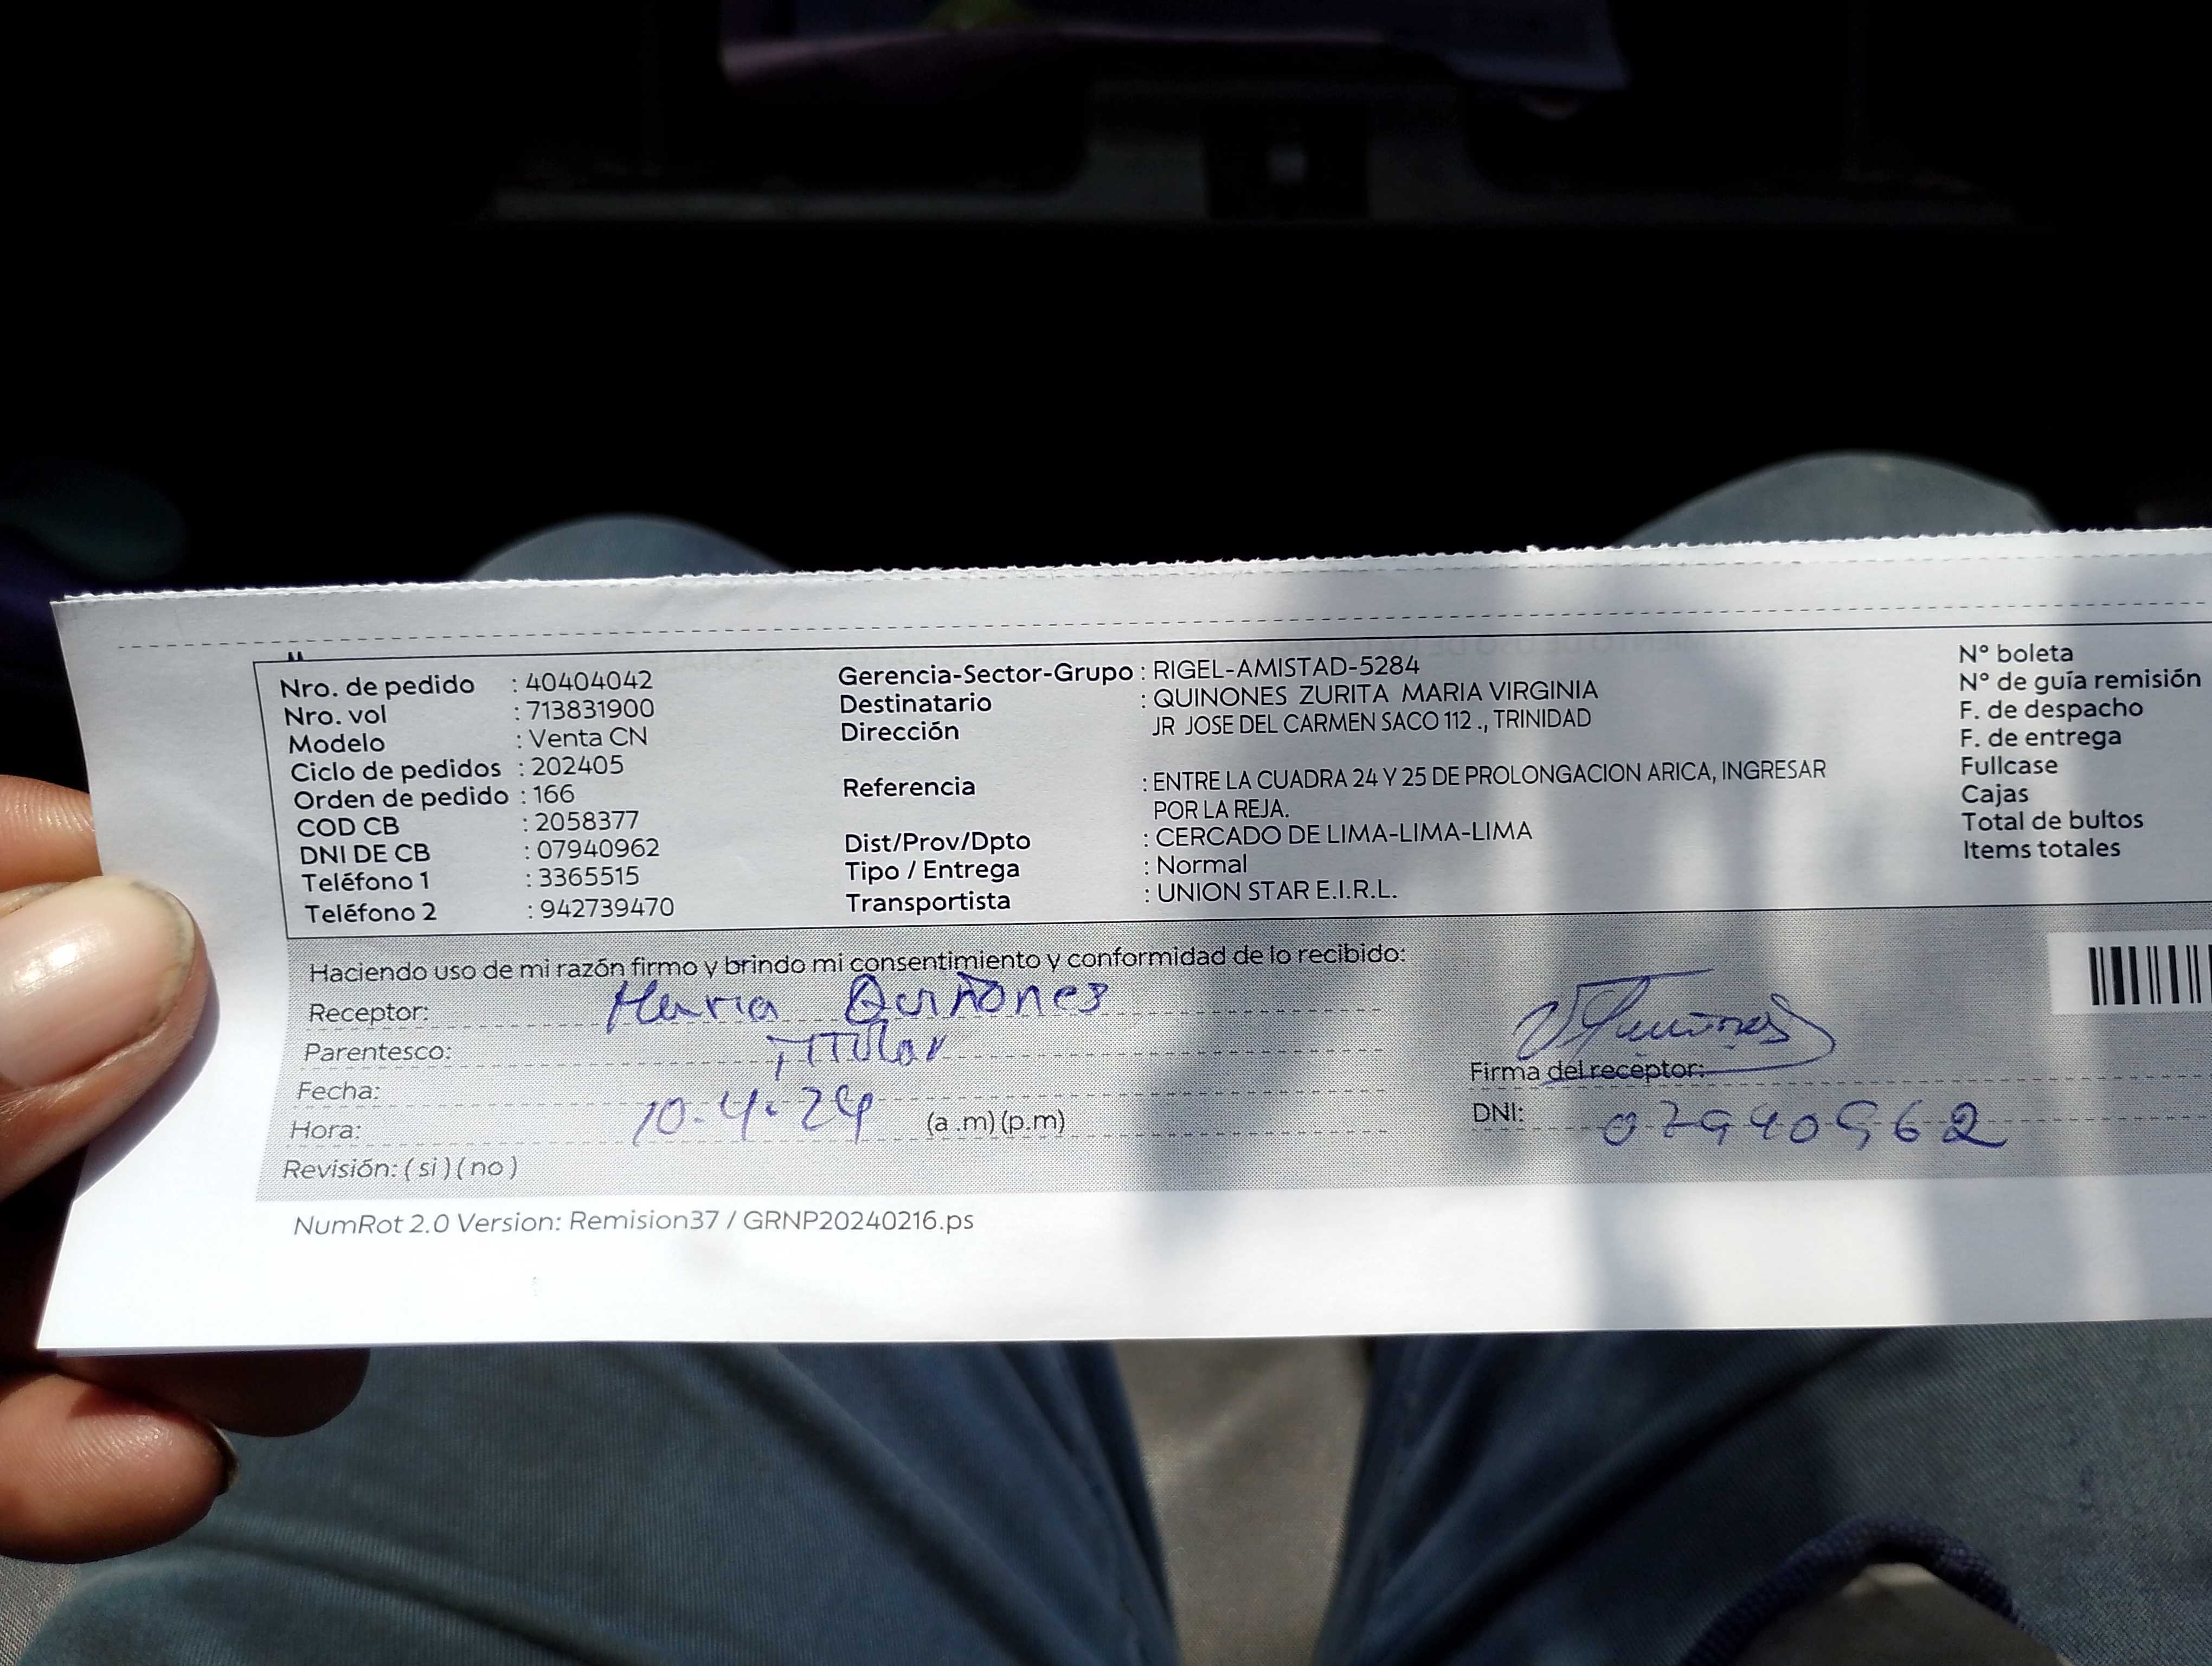 Nro. de pedido : 40404042
Nro. vol : 713831900
Modelo : Venta CN
Ciclo de pedidos : 202405
Orden de pedido : 166
COD CB : 2058377
DNI DE CB : 07940962
Teléfono 1 : 3365515
Teléfono 2 : 942739470
Gerencia-Sector-Grupo : RIGEL-AMISTAD-5284
Destinatario : QUINONES ZURITA MARIA VIRGINIA
Dirección JR JOSE DEL CARMEN SACO 112 ., TRINIDAD
Referencia : ENTRE LA CUADRA 24 Y 25 DE PROLONGACION ARICA, INGRESAR
POR LA REJA.
Dist/Prov/Dpto : CERCADO DE LIMA-LIMA-LIMA
Tipo / Entrega : Normal
Transportista : UNION STAR E.I.R.L.
N° boleta
N° de guía remisión
F. de despacho
F. de entrega
Fullcase
Cajas
Total de bultos
Items totales
Haciendo uso de mi razón firmo y brindo mi consentimiento y conformidad de lo recibido:
Receptor: Maria Quiñones
Parentesco: Titular
Fecha:
Hora: 10-4-24 (a .m) (p.m)
Revisión: ( si ) ( no )
Firma del receptor:
DNI: 07940962
NumRot 2.0 Version: Remision37 / GRNP20240216.ps